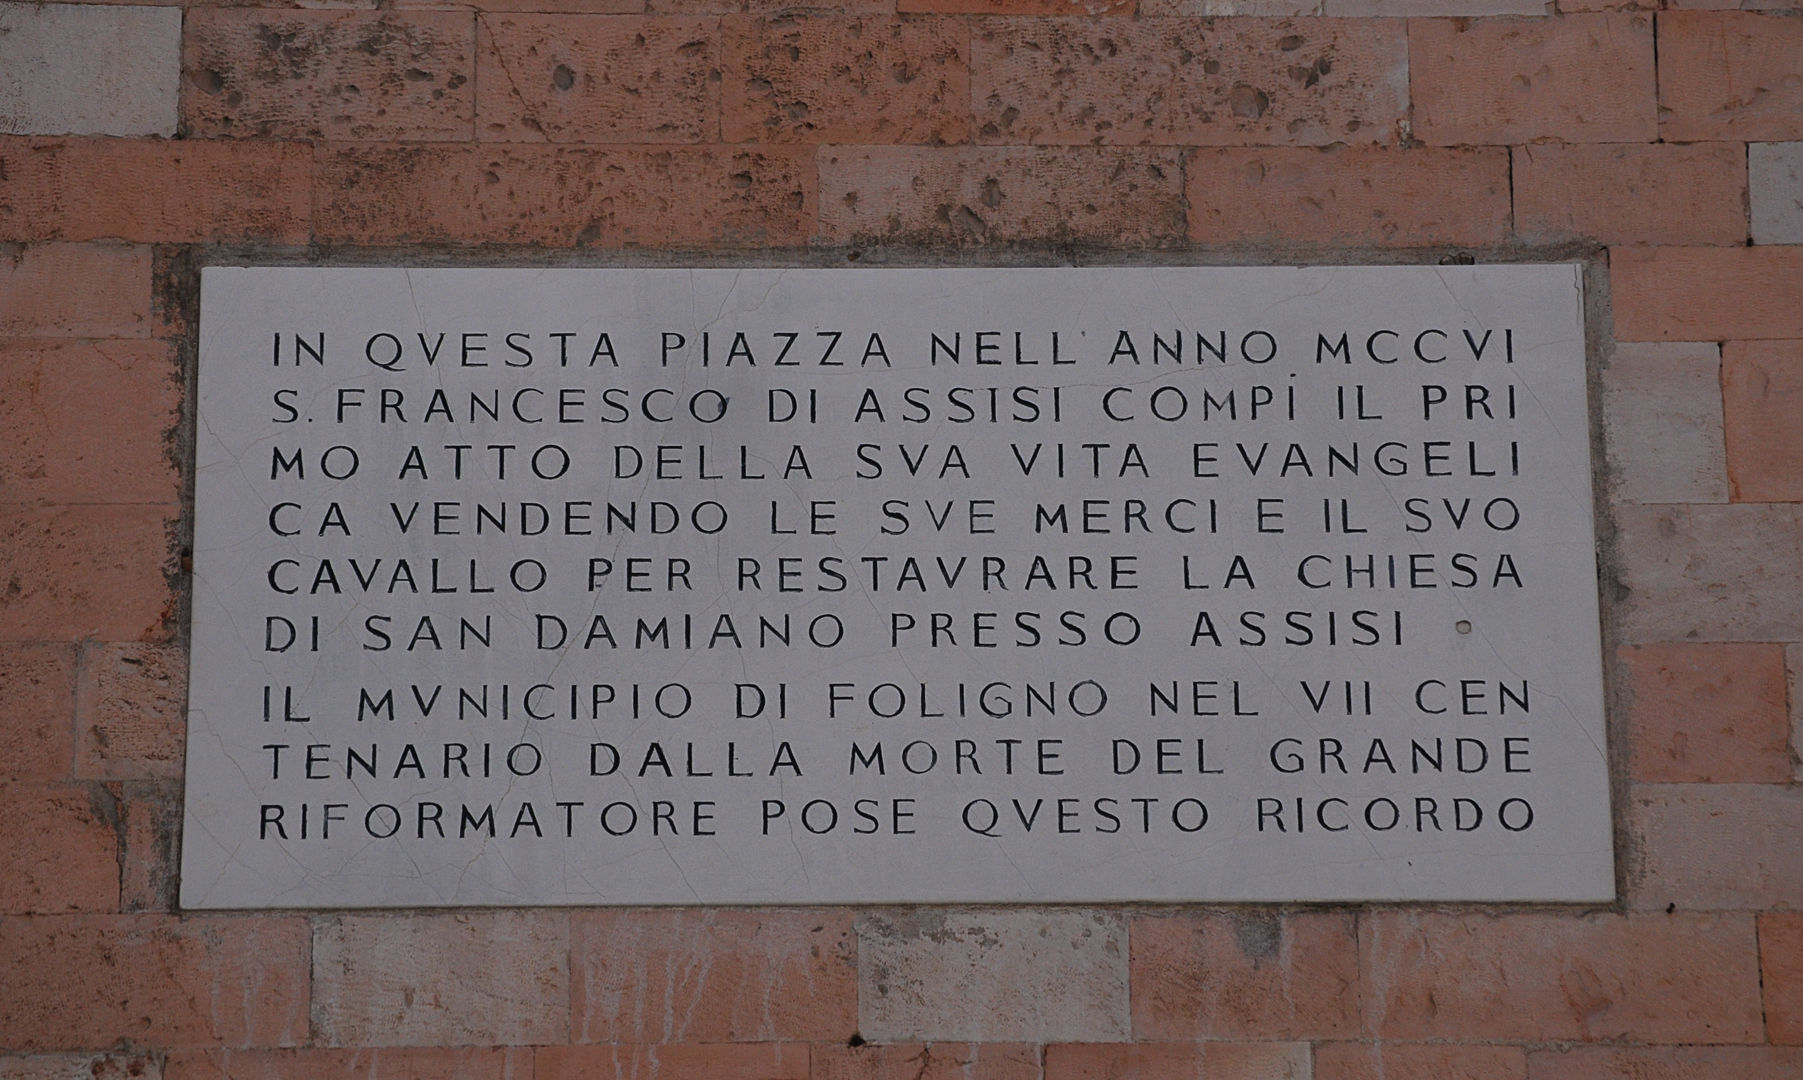 IN QVESTA PIAZZA NELL' ANNO MCCVI
S. FRANCESCO DI ASSISI COMPÌ IL PRI
MO ATTO DELLA SVA VITA EVANGELI
CA VENDENDO LE SVE MERCI E IL SVO
CAVALLO PER RESTAVRARE LA CHIESA
DI SAN DAMIANO PRESSO ASSISI
IL MVNICIPIO DI FOLIGNO NEL VII CEN
TENARIO DALLA MORTE DEL GRANDE
RIFORMATORE POSE QVESTO RICORDO